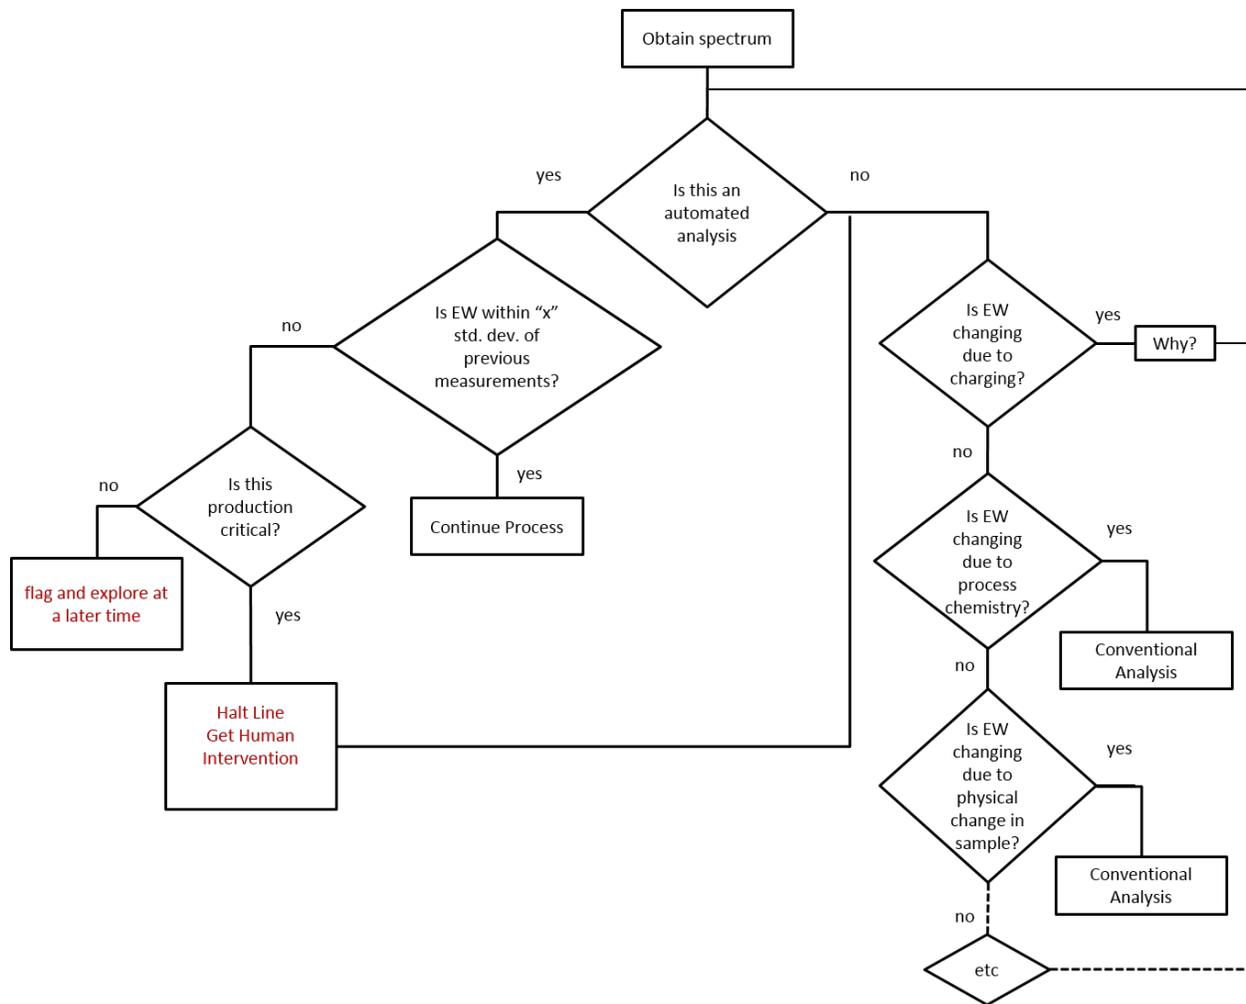 Obtain spectrum
yes
Is this an
automated
analysis
no
Is EW within “x”
std. dev. of
previous
measurements?
no
yes
Continue Process
Is this
production
critical?
no
flag and explore at
a later time
yes
Halt Line
Get Human
Intervention
Is EW
changing
due to
charging?
yes
Why?
no
Is EW
changing
due to
process
chemistry?
yes
Conventional
Analysis
no
Is EW
changing
due to
physical
change in
sample?
yes
Conventional
Analysis
no
etc